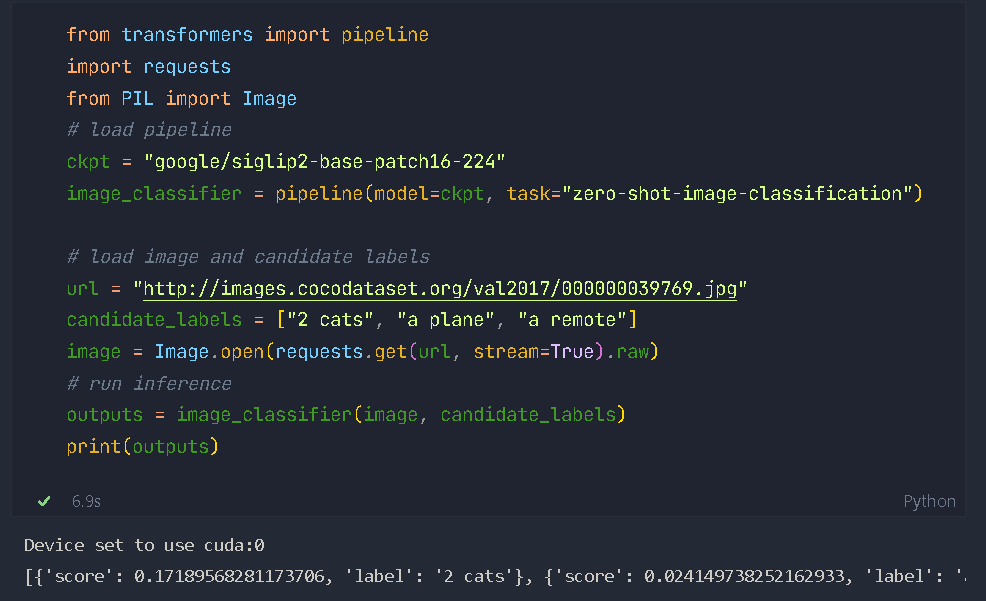 from transformers import pipeline
import requests
from PIL import Image
# load pipeline
ckpt = "google/siglip2-base-patch16-224"
image_classifier = pipeline(model=ckpt, task="zero-shot-image-classification")
# load image and candidate labels
url = "http://images.cocodataset.org/val2017/000000039769.jpg"
candidate_labels = ["2 cats", "a plane", "a remote"]
image = Image.open(requests.get(url, stream=True).raw)
# run inference
outputs = image_classifier(image, candidate_labels)
print(outputs)
6.9s
Python
Device set to use cuda:0
[{'score': 0.17189568281173706, 'label': '2 cats'}, {'score': 0.024149738252162933, 'label': '